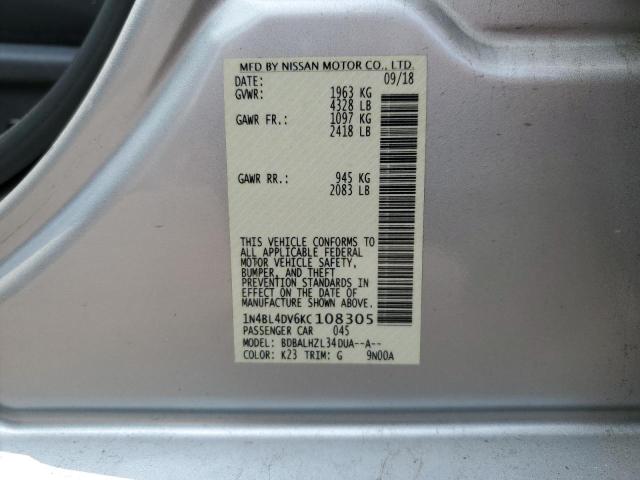 MFD BY NISSAN MOTOR CO., LTD.
DATE: 09/18
GVWR: 1963 KG
4328 LB
GAWR FR.: 1097 KG
2418 LB
GAWR RR.: 945 KG
2083 LB
THIS VEHICLE CONFORMS TO
ALL APPLICABLE FEDERAL
MOTOR VEHICLE SAFETY,
BUMPER, AND THEFT
PREVENTION STANDARDS IN
EFFECT ON THE DATE OF
MANUFACTURE SHOWN ABOVE.
1N4BL4DV6KC108305
PASSENGER CAR 045
MODEL: BDBALHZL34DUA--A--
COLOR: K23 TRIM: G 9N00A